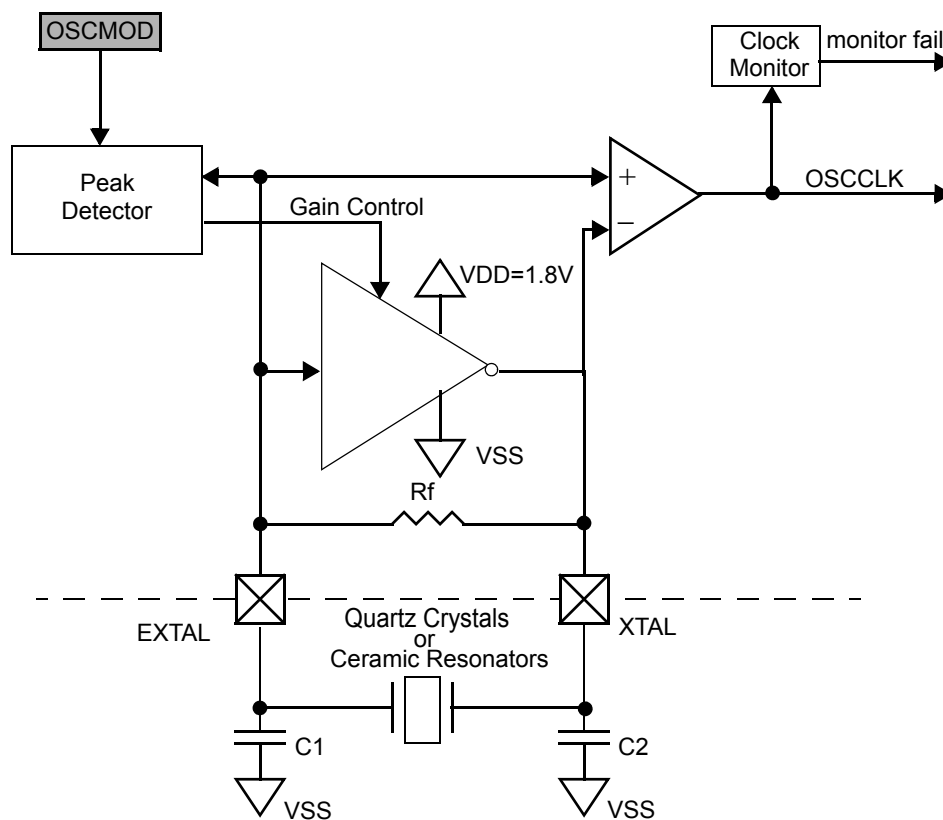 OSCMOD
Clock
Monitor
monitor fail
Peak
Detector
+
−
OSCCLK
Gain Control
VDD=1.8V
VSS
Rf
EXTAL
Quartz Crystals
or
Ceramic Resonators
XTAL
C1
C2
VSS
VSS